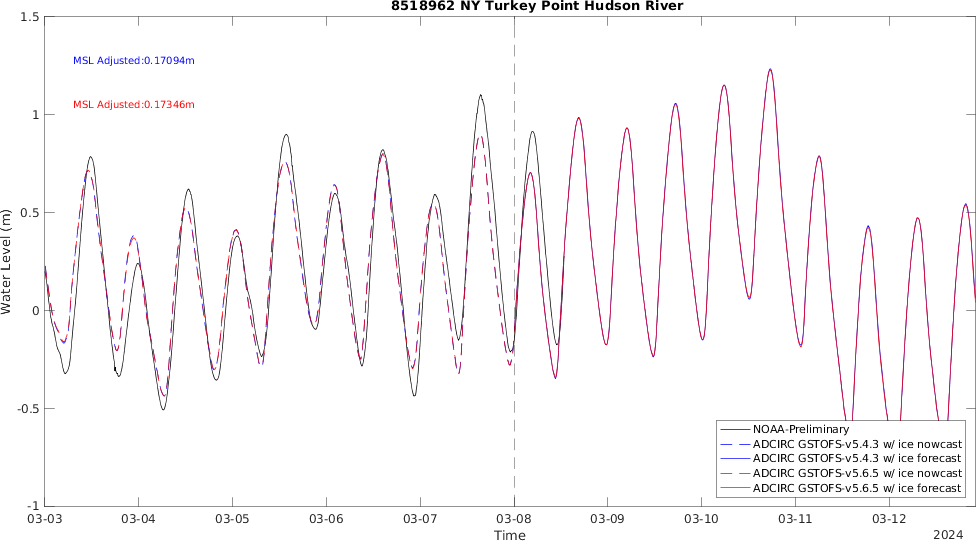 8518962 NY Turkey Point Hudson River
1.5
MSL Adjusted:0.17094m
MSL Adjusted:0.17346m
1
0.5
0
-0.5
-1
Water Level (m)
NOAA-Preliminary
ADCIRC GSTOFS-v5.4.3 w/ ice nowcast
ADCIRC GSTOFS-v5.4.3 w/ ice forecast
ADCIRC GSTOFS-v5.6.5 w/ ice nowcast
ADCIRC GSTOFS-v5.6.5 w/ ice forecast
03-03 03-04 03-05 03-06 03-07 03-08 03-09 03-10 03-11 03-12
Time
2024